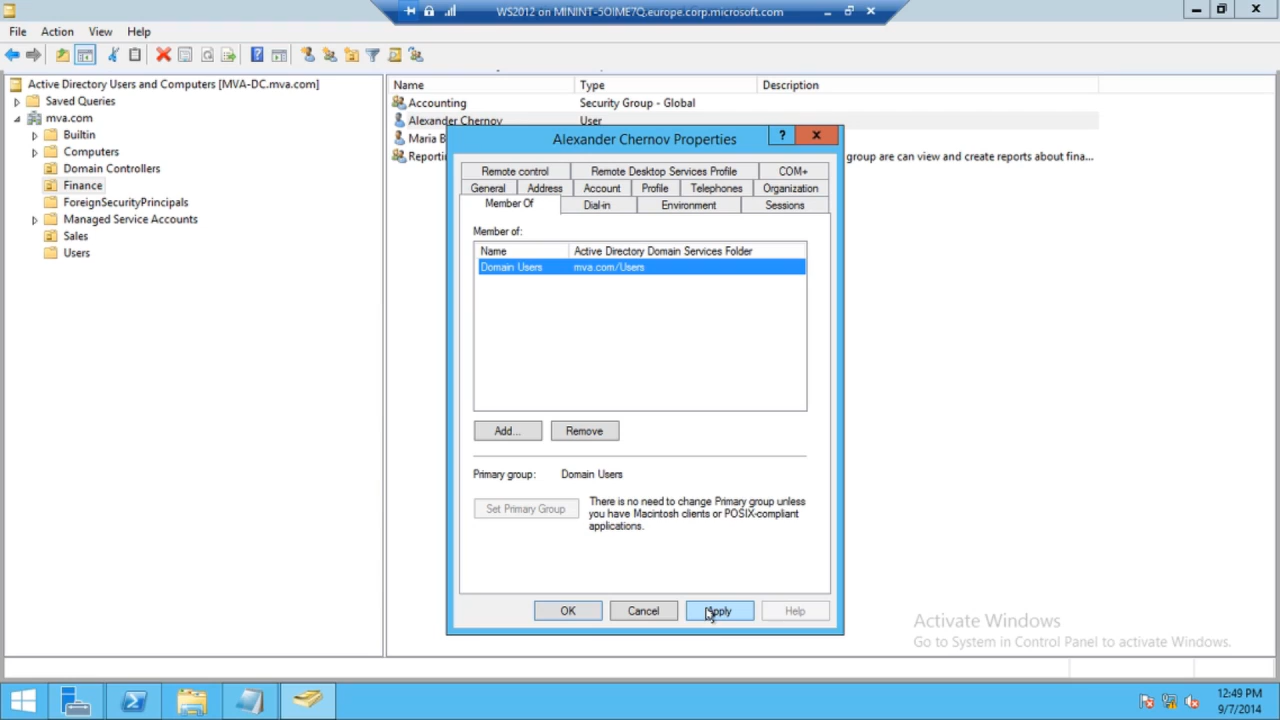 WS2012 on MININT-5OIME7Q.europe.corp.microsoft.com
File Action View Help
Active Directory Users and Computers [MVA-DC.mva.com]
Saved Queries
mva.com
Builtin
Computers
Domain Controllers
Finance
ForeignSecurityPrincipals
Managed Service Accounts
Sales
Users
Name Type Description
Accounting Security Group - Global
Alexander Chernov User
Maria B
Reportin group are can view and create reports about fina...
Alexander Chernov Properties ?
Remote control Remote Desktop Services Profile COM+
General Address Account Profile Telephones Organization
Member Of Dial-in Environment Sessions
Member of:
Name Active Directory Domain Services Folder
Domain Users mva.com/Users
Add... Remove
Primary group: Domain Users
Set Primary Group
There is no need to change Primary group unless
you have Macintosh clients or POSIX-compliant
applications.
OK Cancel Apply Help
Activate Windows
Go to System in Control Panel to activate Windows.
12:49 PM
9/7/2014